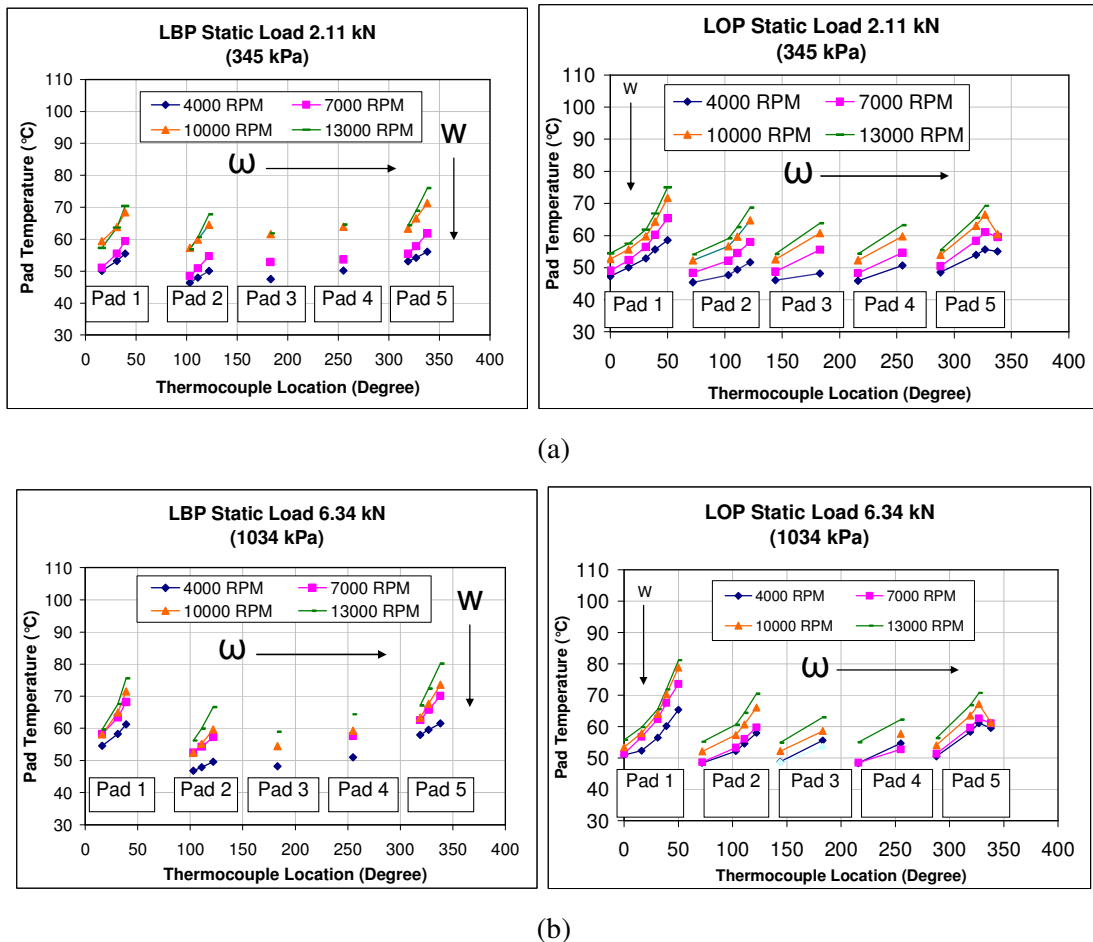 LBP Static Load 2.11 kN
(345 kPa)
110
100
90
80
70
60
50
40
30
Pad Temperature (°C)
4000 RPM
7000 RPM
10000 RPM
13000 RPM
W
ω
Pad 1
Pad 2
Pad 3
Pad 4
Pad 5
0
50
100
150
200
250
300
350
400
Thermocouple Location (Degree)
LOP Static Load 2.11 kN
(345 kPa)
110
100
90
80
70
60
50
40
30
Pad Temperature (°C)
W
4000 RPM
7000 RPM
10000 RPM
13000 RPM
ω
Pad 1
Pad 2
Pad 3
Pad 4
Pad 5
0
50
100
150
200
250
300
350
400
Thermocouple Location (Degree)
(a)
LBP Static Load 6.34 kN
(1034 kPa)
110
100
90
80
70
60
50
40
30
Pad Temperature (°C)
4000 RPM
7000 RPM
10000 RPM
13000 RPM
W
ω
Pad 1
Pad 2
Pad 3
Pad 4
Pad 5
0
50
100
150
200
250
300
350
400
Thermocouple Location (Degree)
LOP Static Load 6.34 kN
(1034 kPa)
110
100
90
80
70
60
50
40
30
Pad Temperature (°C)
W
4000 RPM
7000 RPM
10000 RPM
13000 RPM
ω
Pad 1
Pad 2
Pad 3
Pad 4
Pad 5
0
50
100
150
200
250
300
350
400
Thermocouple Location (Degree)
(b)